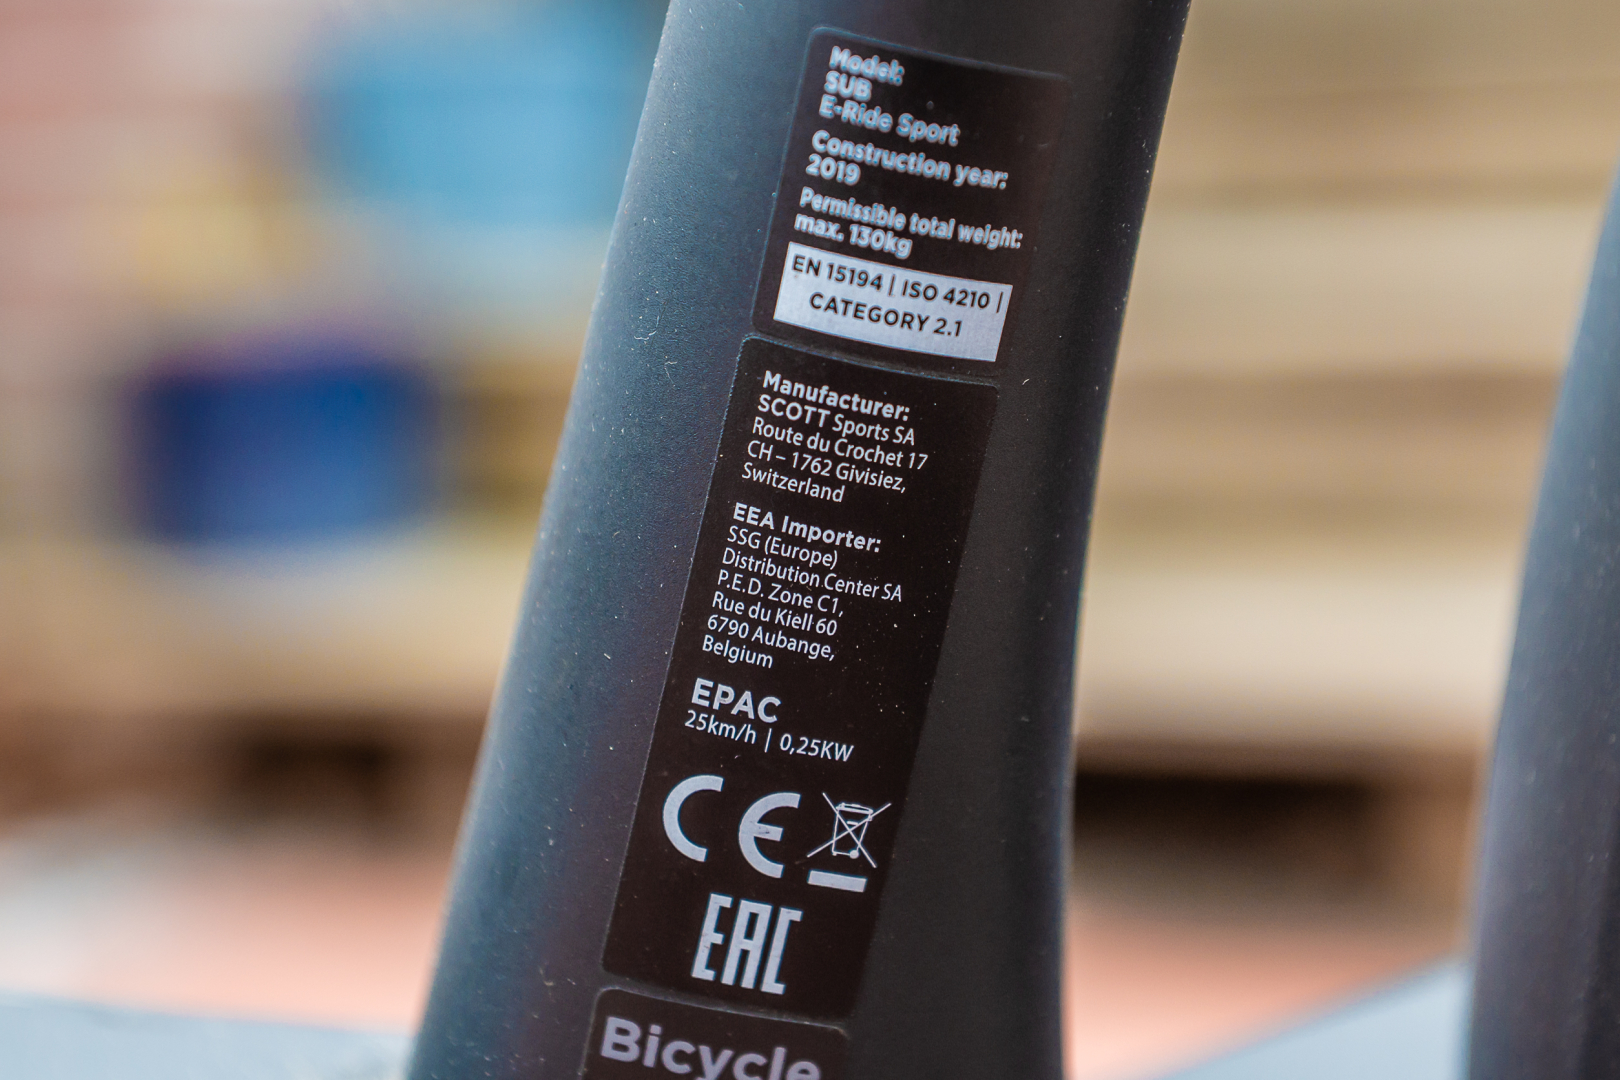 Model:
SUB
E-Ride Sport
Construction year:
2019
Permissible total weight:
max. 130kg
EN 15194 | ISO 4210 |
CATEGORY 2.1
Manufacturer:
SCOTT Sports SA
Route du Crochet 17
CH – 1762 Givisiez,
Switzerland
EEA Importer:
SSG (Europe)
Distribution Center SA
P.E.D. Zone C1,
Rue du Kiell 60
6790 Aubange,
Belgium
EPAC
25km/h | 0,25KW
CE
EAC
Bicycle